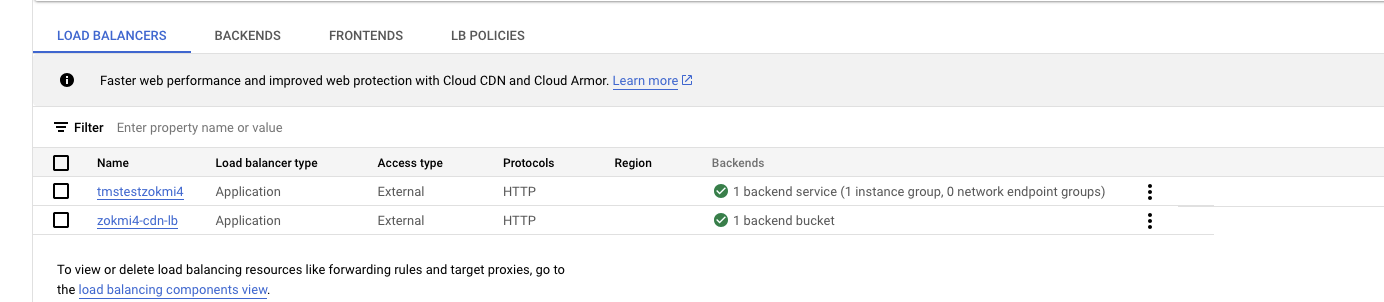 LOAD BALANCERS BACKENDS FRONTENDS LB POLICIES
Faster web performance and improved web protection with Cloud CDN and Cloud Armor. Learn more
Filter Enter property name or value
Name Load balancer type Access type Protocols Region Backends
tmstestzokmi4 Application External HTTP 1 backend service (1 instance group, 0 network endpoint groups)
zokmi4-cdn-lb Application External HTTP 1 backend bucket
To view or delete load balancing resources like forwarding rules and target proxies, go to
the load balancing components view.